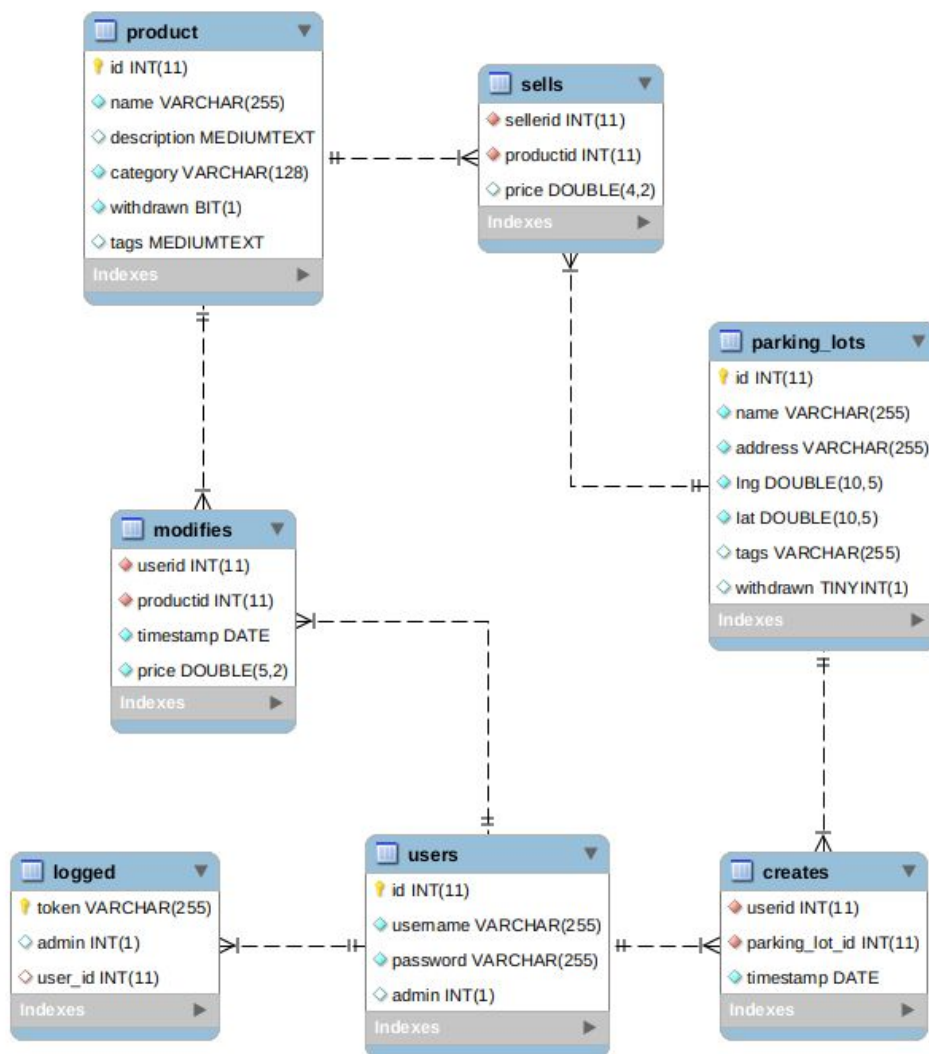 product
id INT(11)
name VARCHAR(255)
description MEDIUMTEXT
category VARCHAR(128)
withdrawn BIT(1)
tags MEDIUMTEXT
Indexes
sells
sellerid INT(11)
productid INT(11)
price DOUBLE(4,2)
Indexes
parking_lots
id INT(11)
name VARCHAR(255)
address VARCHAR(255)
lng DOUBLE(10,5)
lat DOUBLE(10,5)
tags VARCHAR(255)
withdrawn TINYINT(1)
Indexes
modifies
userid INT(11)
productid INT(11)
timestamp DATE
price DOUBLE(5,2)
Indexes
logged
token VARCHAR(255)
admin INT(1)
user_id INT(11)
Indexes
users
id INT(11)
username VARCHAR(255)
password VARCHAR(255)
admin INT(1)
Indexes
creates
userid INT(11)
parking_lot_id INT(11)
timestamp DATE
Indexes